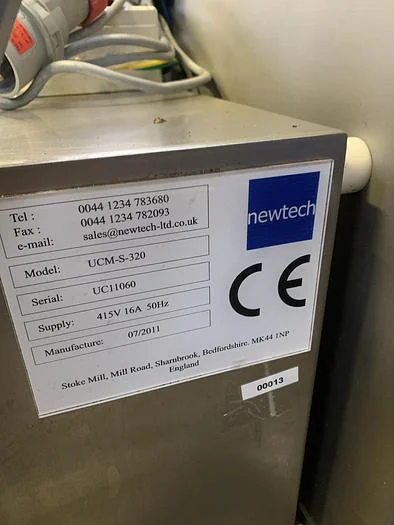 Tel : 0044 1234 783680
Fax : 0044 1234 782093
e-mail: sales@newtech-ltd.co.uk
newtech
Model: UCM-S-320
Serial: UC11060
CE
Supply: 415V 16A 50Hz
Manufacture: 07/2011
Stoke Mill, Mill Road, Sharnbrook, Bedfordshire. MK44 1NP
England
00013